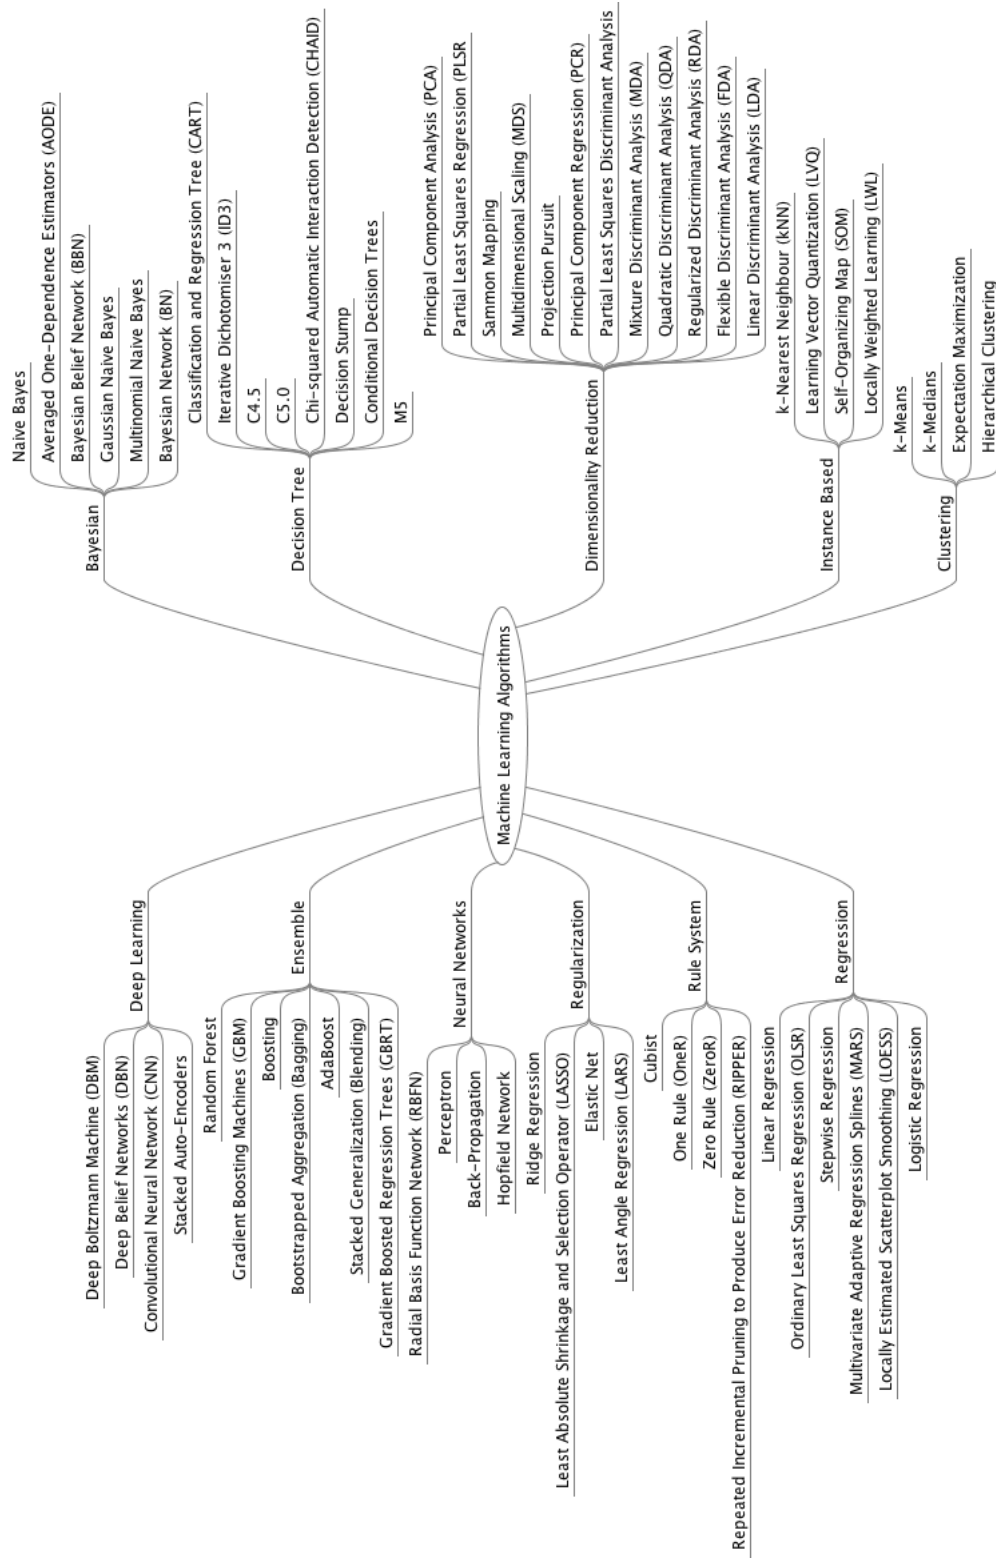 Machine Learning Algorithms
Deep Learning
Deep Boltzmann Machine (DBM)
Deep Belief Networks (DBN)
Convolutional Neural Network (CNN)
Stacked Auto-Encoders
Ensemble
Random Forest
Gradient Boosting Machines (GBM)
Boosting
Bootstrapped Aggregation (Bagging)
AdaBoost
Stacked Generalization (Blending)
Gradient Boosted Regression Trees (GBRT)
Neural Networks
Radial Basis Function Network (RBFN)
Perceptron
Back-Propagation
Hopfield Network
Regularization
Ridge Regression
Least Absolute Shrinkage and Selection Operator (LASSO)
Elastic Net
Least Angle Regression (LARS)
Rule System
Cubist
One Rule (OneR)
Zero Rule (ZeroR)
Repeated Incremental Pruning to Produce Error Reduction (RIPPER)
Regression
Linear Regression
Ordinary Least Squares Regression (OLSR)
Stepwise Regression
Multivariate Adaptive Regression Splines (MARS)
Locally Estimated Scatterplot Smoothing (LOESS)
Logistic Regression
Bayesian
Naive Bayes
Averaged One-Dependence Estimators (AODE)
Bayesian Belief Network (BBN)
Gaussian Naive Bayes
Multinomial Naive Bayes
Bayesian Network (BN)
Decision Tree
Classification and Regression Tree (CART)
Iterative Dichotomiser 3 (ID3)
C4.5
C5.0
Chi-squared Automatic Interaction Detection (CHAID)
Decision Stump
Conditional Decision Trees
M5
Dimensionality Reduction
Principal Component Analysis (PCA)
Partial Least Squares Regression (PLSR
Sammon Mapping
Multidimensional Scaling (MDS)
Projection Pursuit
Principal Component Regression (PCR)
Partial Least Squares Discriminant Analysis
Mixture Discriminant Analysis (MDA)
Quadratic Discriminant Analysis (QDA)
Regularized Discriminant Analysis (RDA)
Flexible Discriminant Analysis (FDA)
Linear Discriminant Analysis (LDA)
Instance Based
k-Nearest Neighbour (kNN)
Learning Vector Quantization (LVQ)
Self-Organizing Map (SOM)
Locally Weighted Learning (LWL)
Clustering
k-Means
k-Medians
Expectation Maximization
Hierarchical Clustering